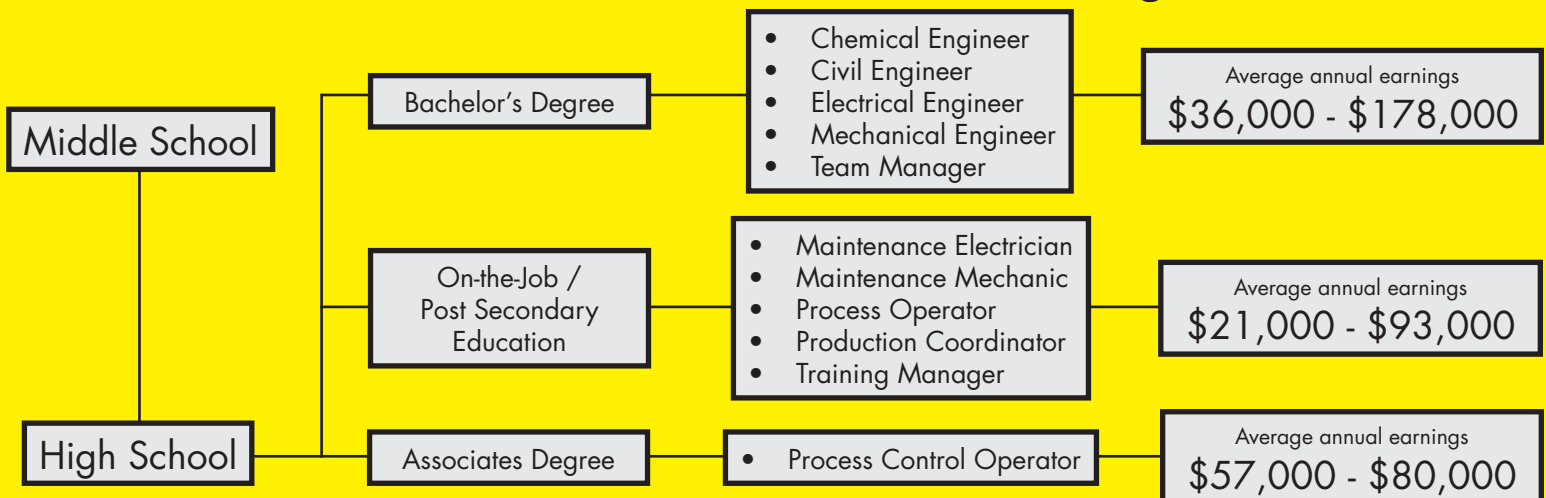 Middle School
High School
Bachelor's Degree
• Chemical Engineer
• Civil Engineer
• Electrical Engineer
• Mechanical Engineer
• Team Manager
Average annual earnings
$36,000 - $178,000
On-the-Job /
Post Secondary
Education
• Maintenance Electrician
• Maintenance Mechanic
• Process Operator
• Production Coordinator
• Training Manager
Average annual earnings
$21,000 - $93,000
Associates Degree
• Process Control Operator
Average annual earnings
$57,000 - $80,000